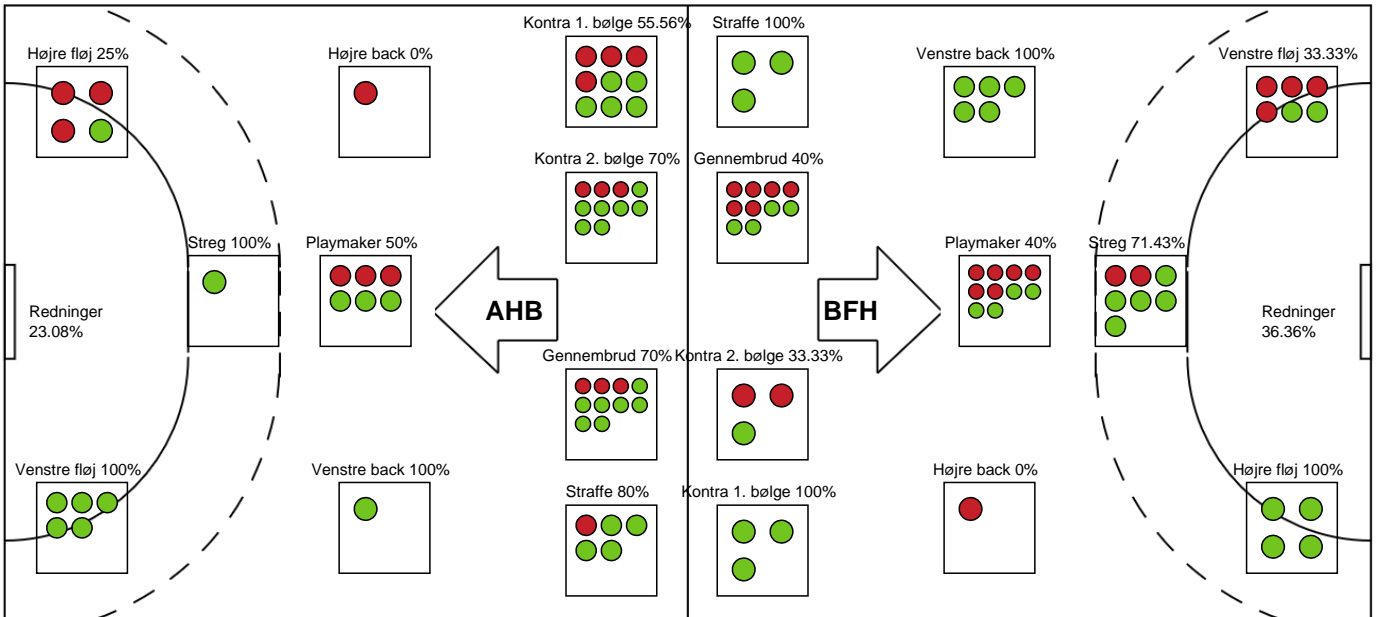 Kontra 1. bølge 55.56%
Straffe 100%
Højre fløj 25%
Højre back 0%
Venstre back 100%
Venstre fløj 33.33%
Kontra 2. bølge 70%
Gennembrud 40%
Streg 100%
Playmaker 50%
Playmaker 40%
Streg 71.43%
Redninger
23.08%
AHB
BFH
Redninger
36.36%
Gennembrud 70%
Kontra 2. bølge 33.33%
Venstre fløj 100%
Venstre back 100%
Højre back 0%
Højre fløj 100%
Straffe 80%
Kontra 1. bølge 100%